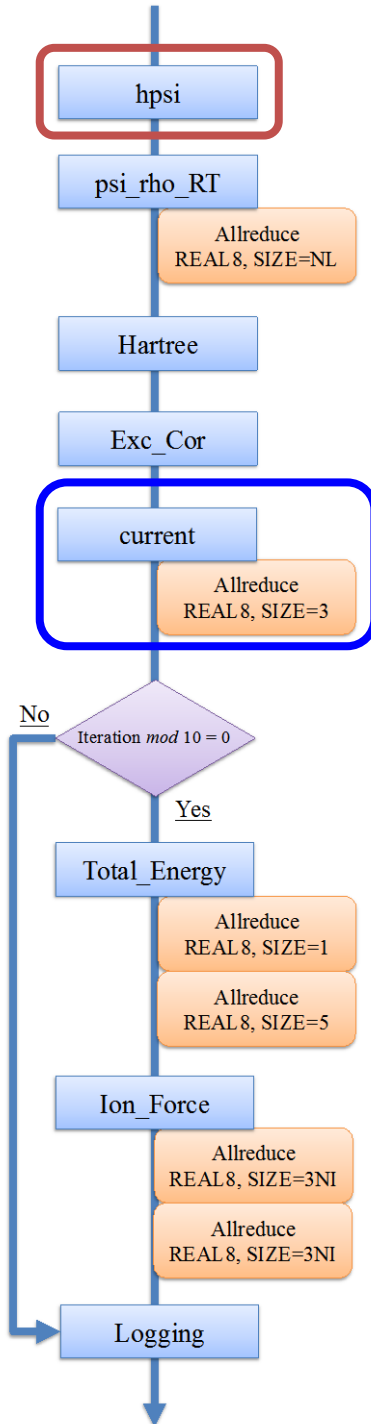 hpsi
psi_rho_RT
Allreduce
REAL8, SIZE=NL
Hartree
Exc_Cor
current
Allreduce
REAL8, SIZE=3
No
Iteration mod 10 = 0
Yes
Total_Energy
Allreduce
REAL8, SIZE=1
Allreduce
REAL8, SIZE=5
Ion_Force
Allreduce
REAL8, SIZE=3NI
Allreduce
REAL8, SIZE=3NI
Logging